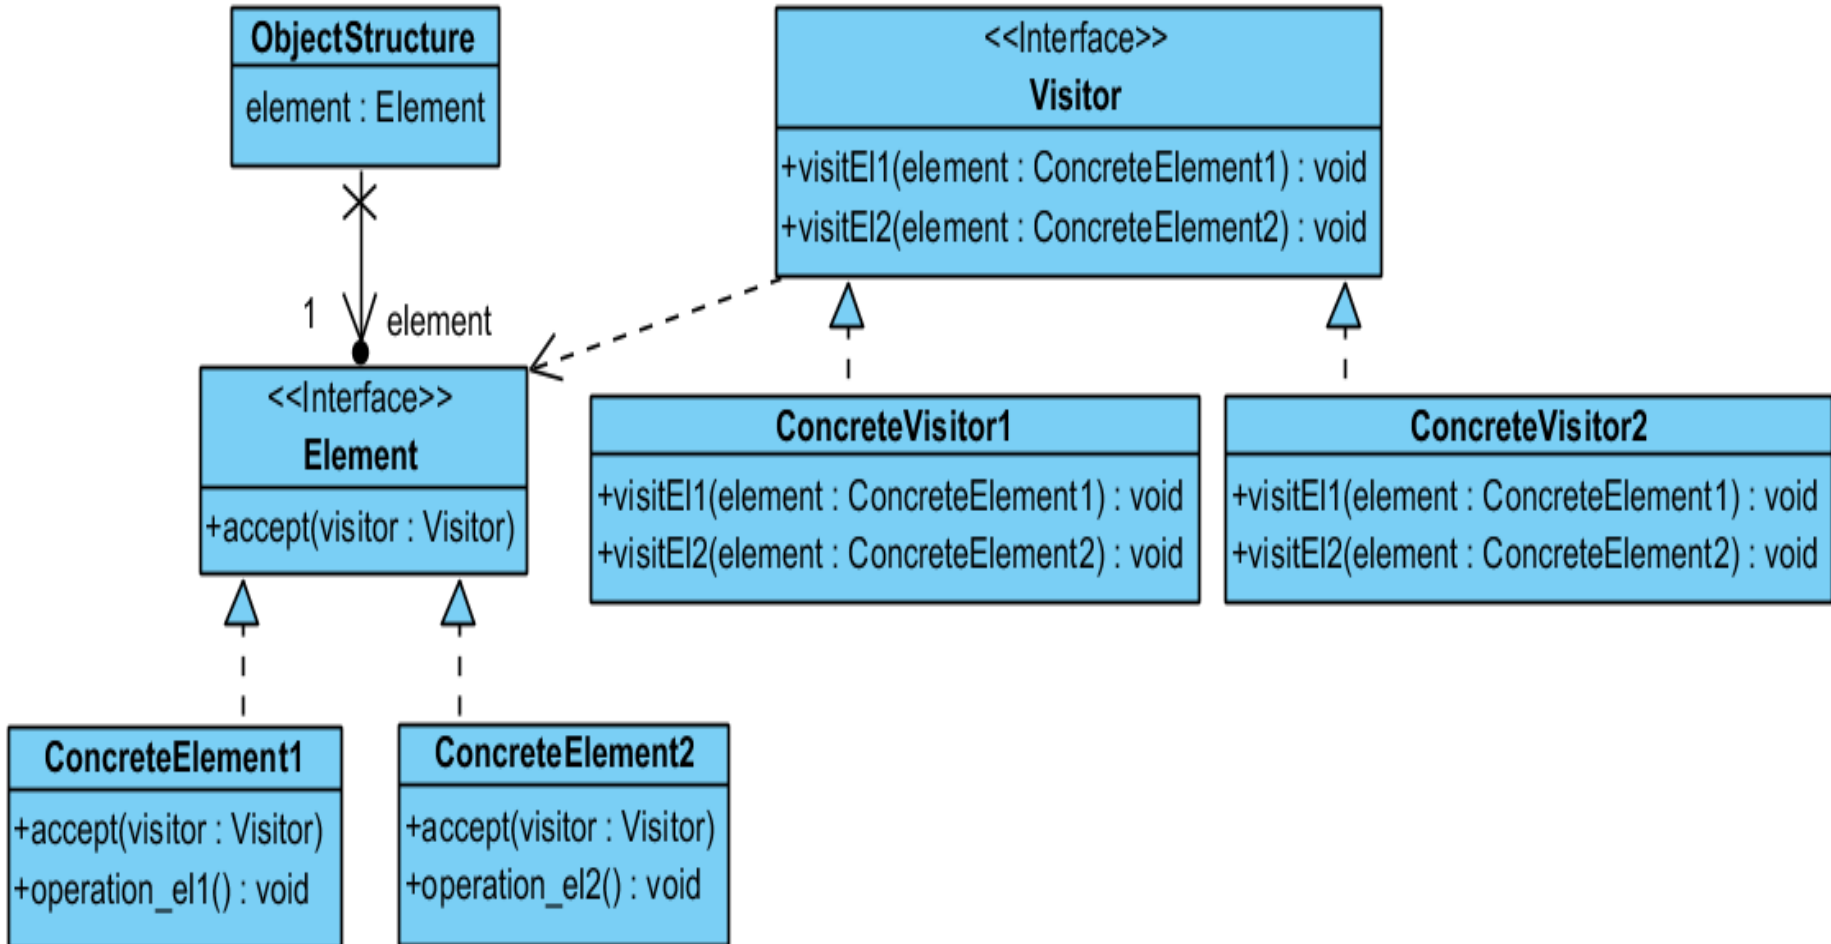 ObjectStructure
element : Element
<<Interface>>
Visitor
+visitEl1(element : ConcreteElement1) : void
+visitEl2(element : ConcreteElement2) : void
1
element
<<Interface>>
Element
+accept(visitor : Visitor)
ConcreteVisitor1
+visitEl1(element : ConcreteElement1) : void
+visitEl2(element : ConcreteElement2) : void
ConcreteVisitor2
+visitEl1(element : ConcreteElement1) : void
+visitEl2(element : ConcreteElement2) : void
ConcreteElement1
+accept(visitor : Visitor)
+operation_el1() : void
ConcreteElement2
+accept(visitor : Visitor)
+operation_el2() : void